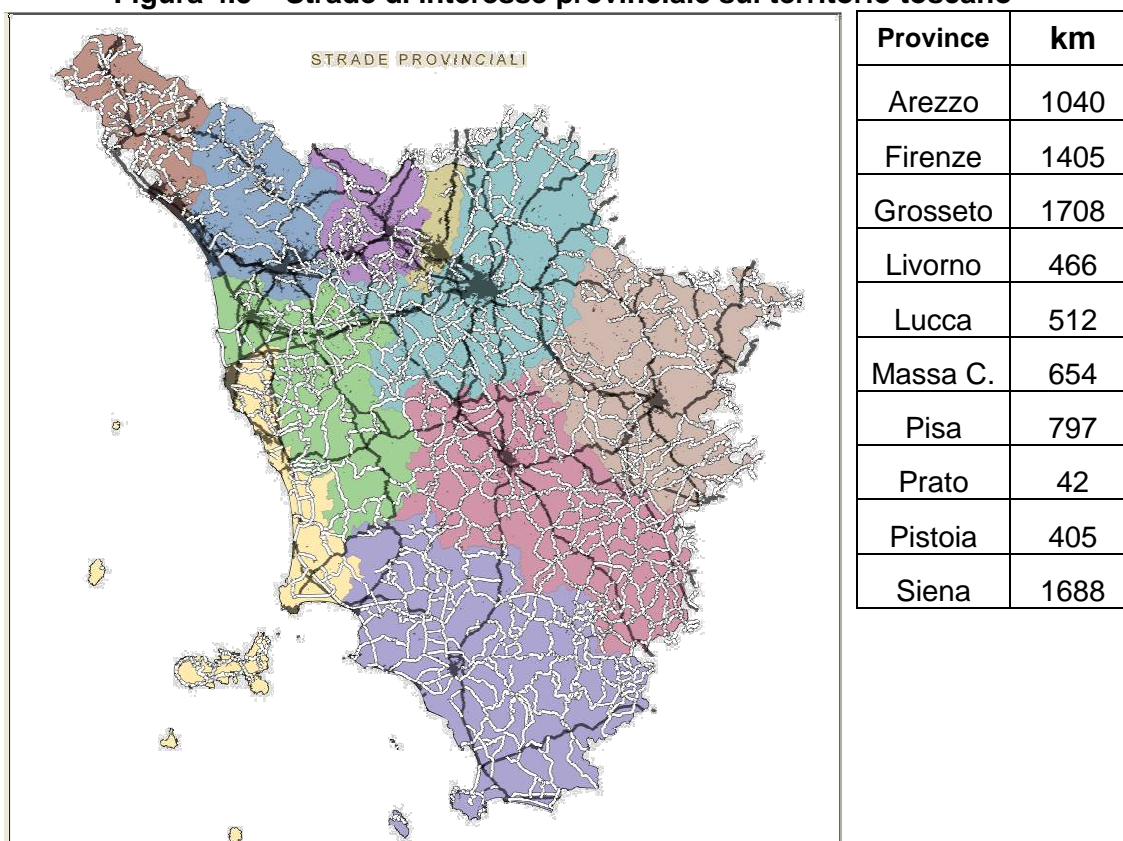 STRADE PROVINCIALI
Province km
Arezzo 1040
Firenze 1405
Grosseto 1708
Livorno 466
Lucca 512
Massa C. 654
Pisa 797
Prato 42
Pistoia 405
Siena 1688